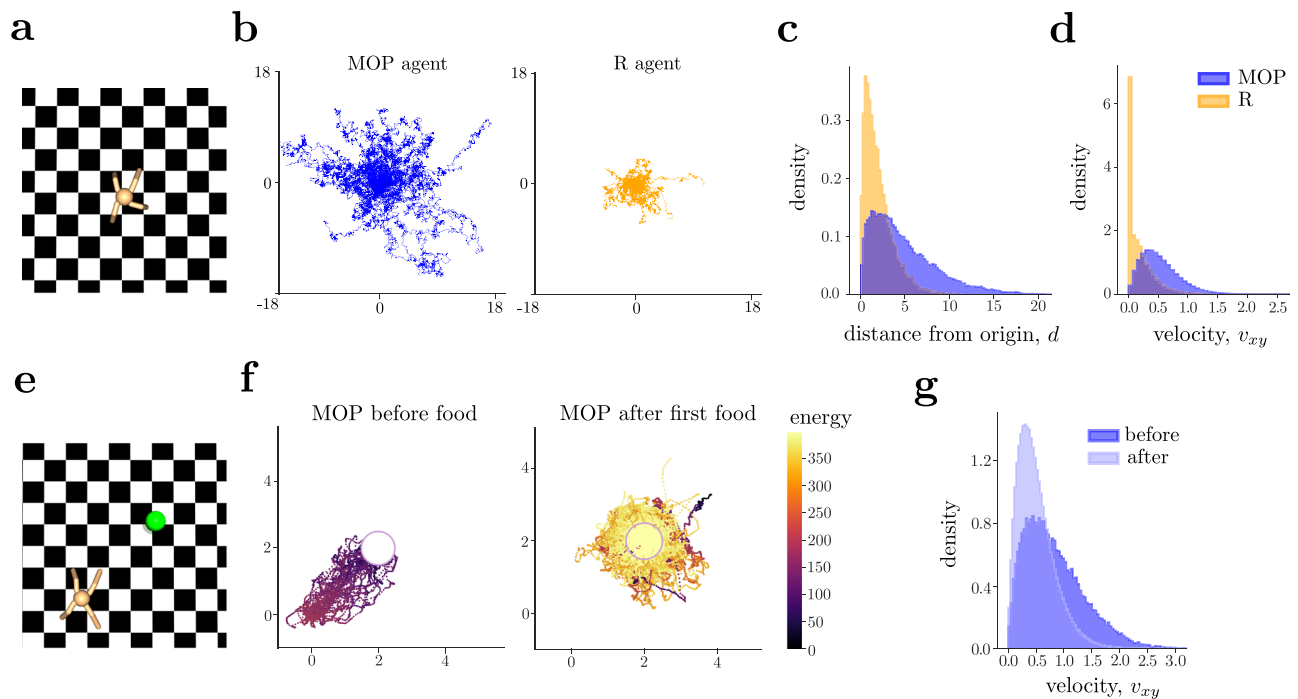 a
b
MOP agent
18
0
-18
0
18
R agent
18
0
-18
0
18
c
density
0.3
0.2
0.1
0.0
0
5
10
15
20
distance from origin, d
d
MOP
R
density
6
4
2
0
0.0
0.5
1.0
1.5
2.0
2.5
velocity, v_xy
e
f
MOP before food
4
2
0
0
2
4
MOP after first food
4
2
0
0
2
4
energy
350
300
250
200
150
100
50
0
g
before
after
density
1.2
0.8
0.4
0.0
0.0
0.5
1.0
1.5
2.0
2.5
3.0
velocity, v_xy